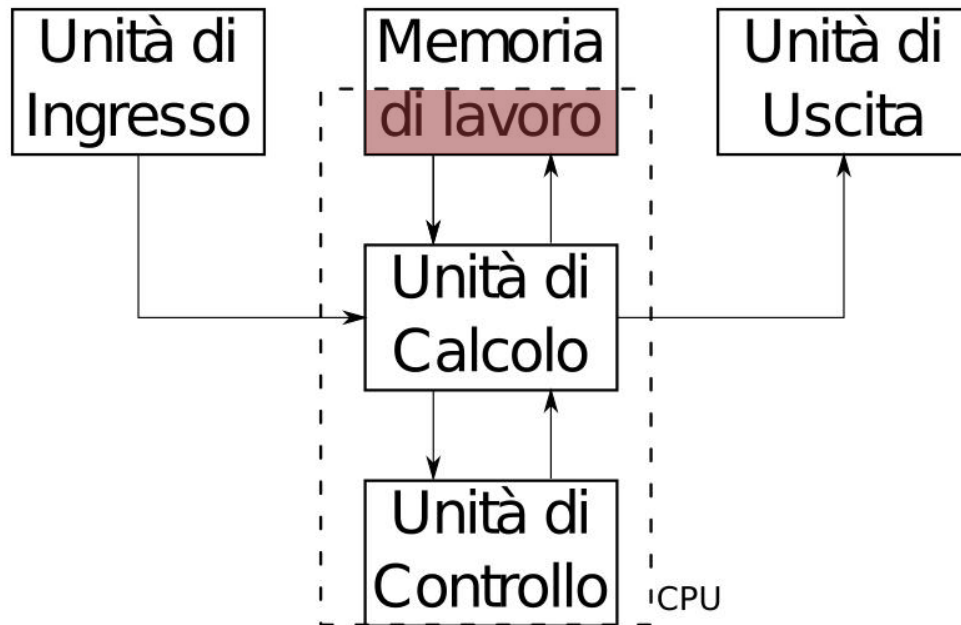 Unità di
Ingresso
Memoria
di lavoro
Unità di
Uscita
Unità di
Calcolo
Unità di
Controllo
CPU